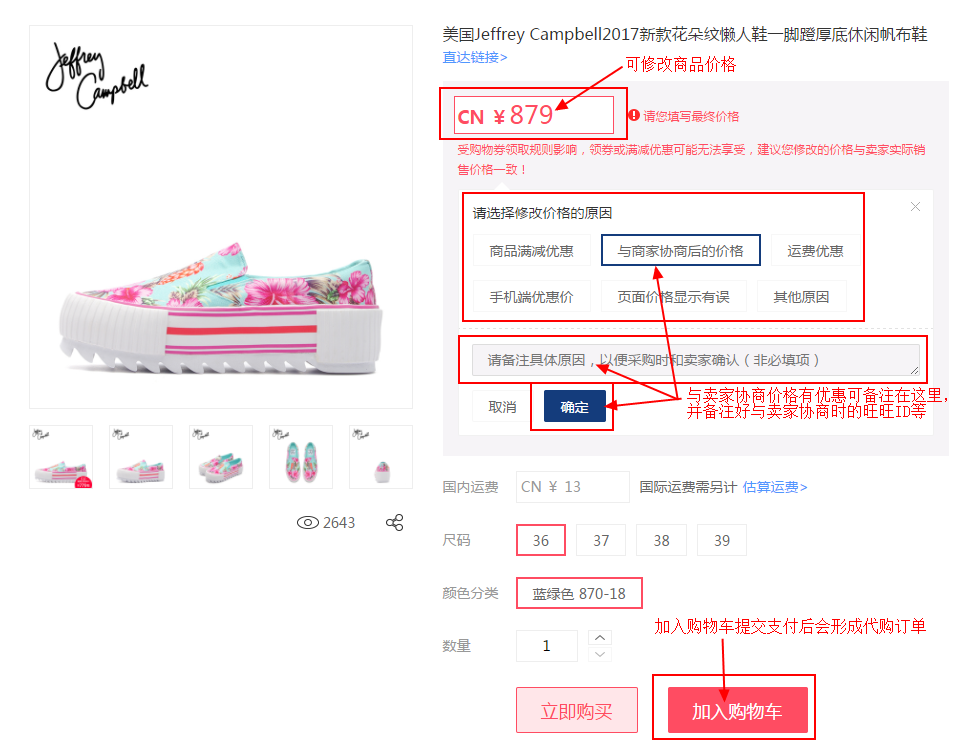 Jeffrey
Campbell
美国Jeffrey Campbell2017新款花朵纹懒人鞋一脚蹬厚底休闲帆布鞋
直达链接>
可修改商品价格
CN ¥ 879
请您填写最终价格
受购物券领取规则影响，领券或满减优惠可能无法享受，建议您修改的价格与卖家实际销
售价格一致！
请选择修改价格的原因
商品满减优惠 与商家协商后的价格 运费优惠
手机端优惠价 页面价格显示有误 其他原因
请备注具体原因，以便采购时和卖家确认（非必填项）
取消 确定
与卖家协商价格有优惠可备注在这里，
并备注好与卖家协商时的旺旺ID等
2643
国内运费 CN ¥ 13 国际运费需另计 估算运费>
尺码 36 37 38 39
颜色分类 蓝绿色 870-18
数量 1
加入购物车提交支付后会形成代购订单
立即购买 加入购物车